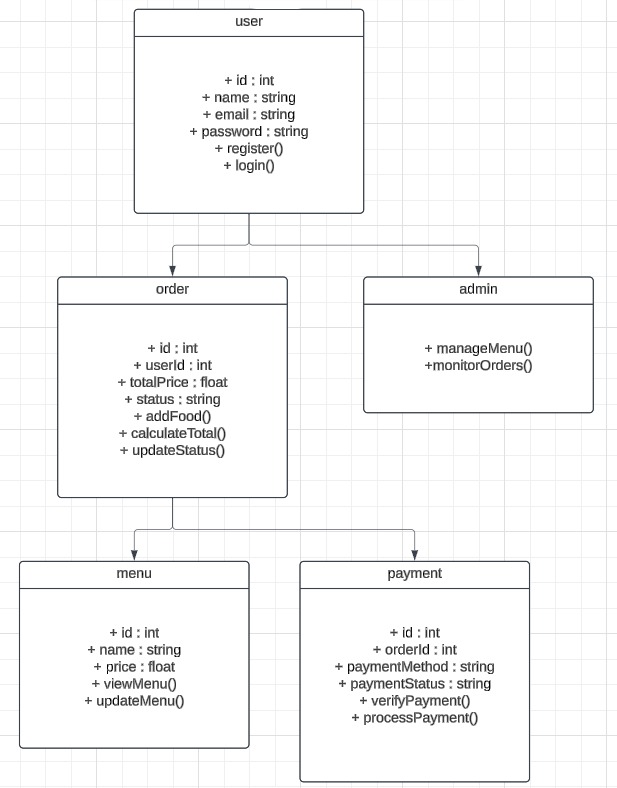 user
+ id : int
+ name : string
+ email : string
+ password : string
+ register()
+ login()
order
+ id : int
+ userId : int
+ totalPrice : float
+ status : string
+ addFood()
+ calculateTotal()
+ updateStatus()
admin
+ manageMenu()
+monitorOrders()
menu
+ id : int
+ name : string
+ price : float
+ viewMenu()
+ updateMenu()
payment
+ id : int
+ orderId : int
+ paymentMethod : string
+ paymentStatus : string
+ verifyPayment()
+ processPayment()